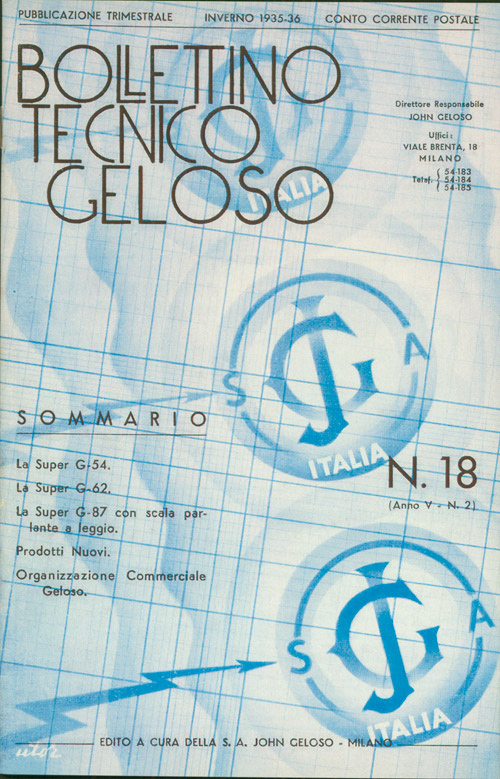 PUBBLICAZIONE TRIMESTRALE INVERNO 1935-36 CONTO CORRENTE POSTALE
BOLLETTINO
TECNICO
GELOSO
Direttore Responsabile
JOHN GELOSO
Uffici:
VIALE BRENTA, 18
MILANO
Telef. 54-183
54-184
54-185
ITALIA
S JG A
ITALIA
SOMMARIO
La Super G-54.
La Super G-62.
La Super G-87 con scala par-
lante a leggio.
Prodotti Nuovi.
Organizzazione Commerciale
Geloso.
N. 18
(Anno V - N. 2)
S JG A
ITALIA
EDITO A CURA DELLA S. A. JOHN GELOSO - MILANO